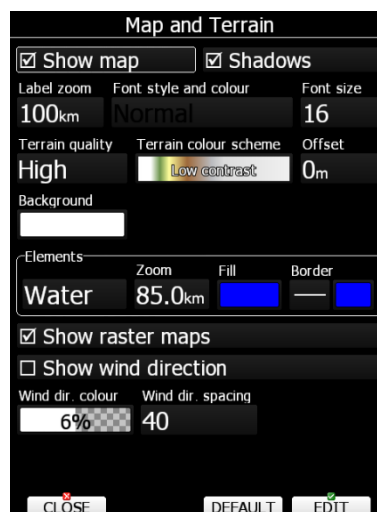 Map and Terrain
Show map Shadows
Label zoom Font style and colour Font size
100km Normal 16
Terrain quality Terrain colour scheme Offset
High Low contrast 0m
Background
Elements
Zoom Fill Border
Water 85.0km
Show raster maps
Show wind direction
Wind dir. colour Wind dir. spacing
6% 40
CLOSE DEFAULT EDIT